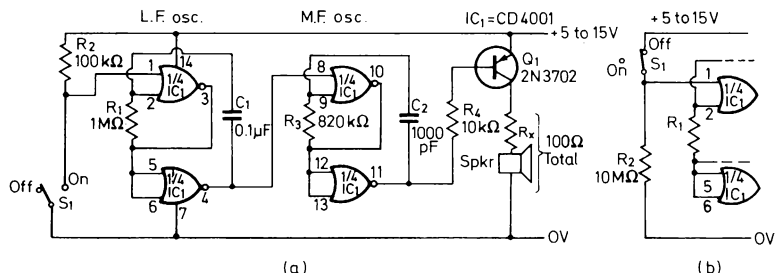 L.F. osc.
M.F. osc.
IC1 = CD4001
+5 to 15V
R2
100kΩ
14
1
2
1/4
IC1
3
R1
1MΩ
C1
0.1µF
5
6
1/4
IC1
4
7
Off
On
S1
8
9
1/4
IC1
10
R3
820kΩ
C2
1000
pF
12
13
1/4
IC1
11
R4
10kΩ
Q1
2N3702
Rx
Spkr
100Ω
Total
0V
(a)
+5 to 15V
Off
On
S1
1
2
1/4
IC1
R1
R2
10MΩ
5
6
1/4
IC1
0V
(b)